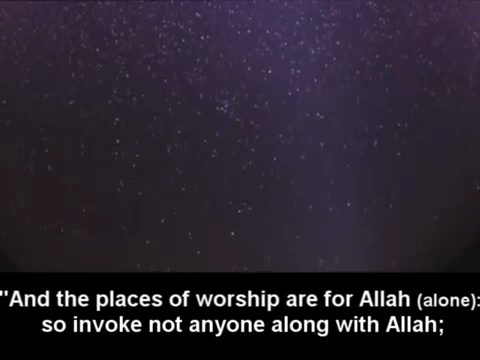 "And the places of worship are for Allah (alone):
so invoke not anyone along with Allah;